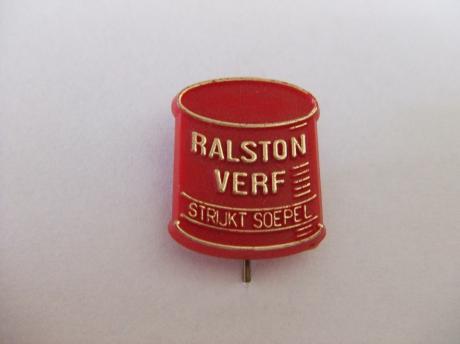 RALSTON
VERF
STRIJKT SOEPEL